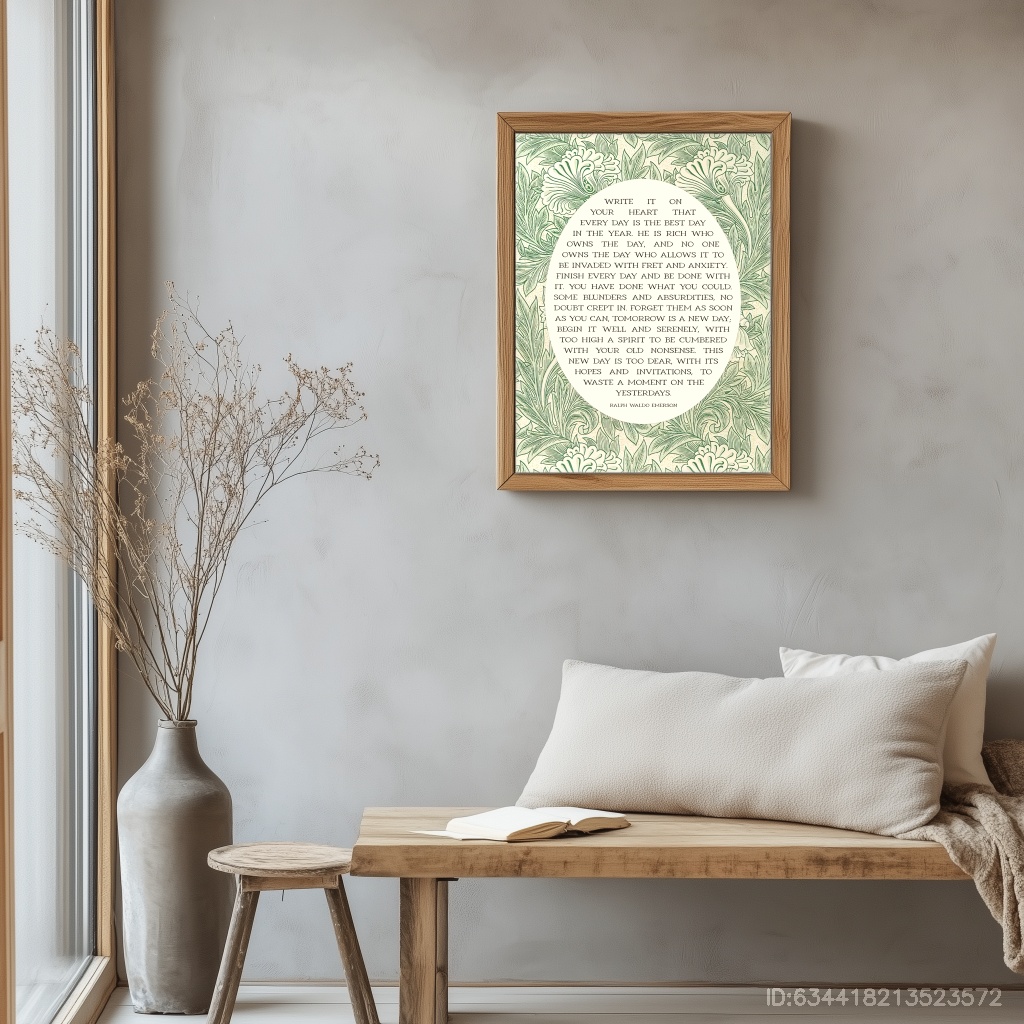 WRITE IT ON
YOUR HEART THAT
EVERY DAY IS THE BEST DAY
IN THE YEAR. HE IS RICH WHO
OWNS THE DAY, AND NO ONE
OWNS THE DAY WHO ALLOWS IT TO
BE INVADED WITH FRET AND ANXIETY.
FINISH EVERY DAY AND BE DONE WITH
IT. YOU HAVE DONE WHAT YOU COULD.
SOME BLUNDERS AND ABSURDITIES, NO
DOUBT CREPT IN. FORGET THEM AS SOON
AS YOU CAN, TOMORROW IS A NEW DAY;
BEGIN IT WELL AND SERENELY, WITH
TOO HIGH A SPIRIT TO BE CUMBERED
WITH YOUR OLD NONSENSE. THIS
NEW DAY IS TOO DEAR, WITH ITS
HOPES AND INVITATIONS, TO
WASTE A MOMENT ON THE
YESTERDAYS.
RALPH WALDO EMERSON
ID:634418213523572